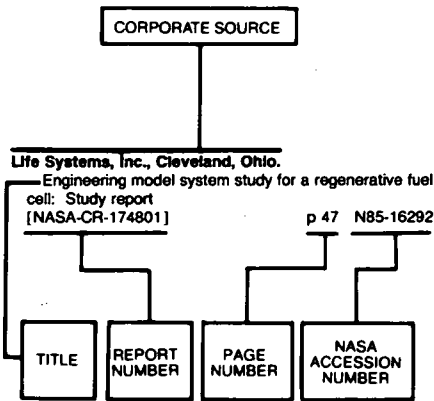 CORPORATE SOURCE
Life Systems, Inc., Cleveland, Ohio.
Engineering model system study for a regenerative fuel
cell: Study report
[NASA-CR-174801] p 47 N85-16292
TITLE
REPORT
NUMBER
PAGE
NUMBER
NASA
ACCESSION
NUMBER